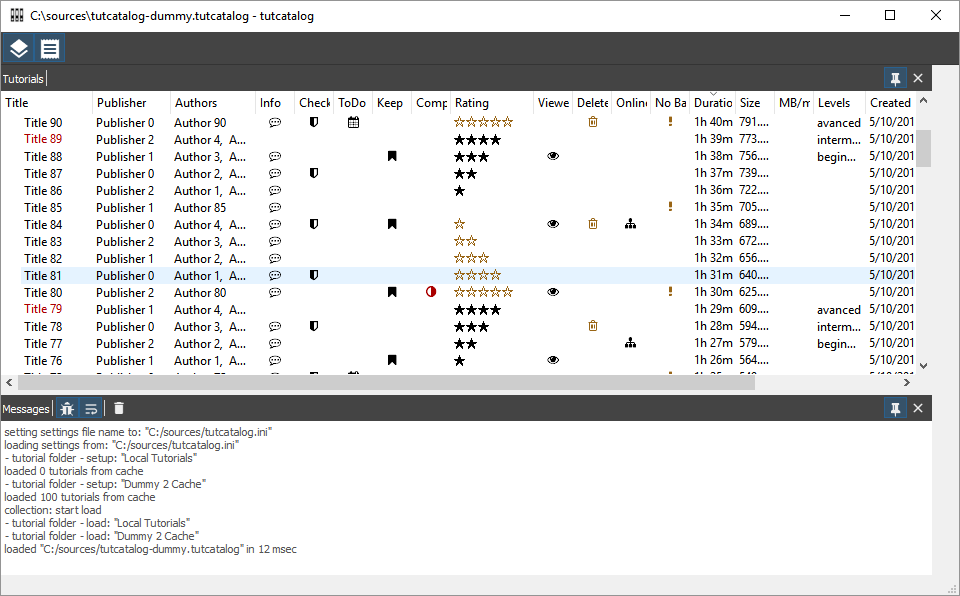 C:\sources\tutcatalog-dummy.tutcatalog - tutcatalog
Tutorials
Title Publisher Authors Info Check ToDo Keep Comp Rating Viewe Delete Online No Ba Duratio Size MB/m Levels Created
Title 90 Publisher 0 Author 90 1h 40m 791.... avanced 5/10/201
Title 89 Publisher 2 Author 4, A... 1h 39m 773.... interm... 5/10/201
Title 88 Publisher 1 Author 3, A... 1h 38m 756.... begin... 5/10/201
Title 87 Publisher 0 Author 2, A... 1h 37m 739.... 5/10/201
Title 86 Publisher 2 Author 1, A... 1h 36m 722.... 5/10/201
Title 85 Publisher 1 Author 85 1h 35m 705.... 5/10/201
Title 84 Publisher 0 Author 4, A... 1h 34m 689.... 5/10/201
Title 83 Publisher 2 Author 3, A... 1h 33m 672.... 5/10/201
Title 82 Publisher 1 Author 2, A... 1h 32m 656.... 5/10/201
Title 81 Publisher 0 Author 1, A... 1h 31m 640.... 5/10/201
Title 80 Publisher 2 Author 80 1h 30m 625.... 5/10/201
Title 79 Publisher 1 Author 4, A... 1h 29m 609.... avanced 5/10/201
Title 78 Publisher 0 Author 3, A... 1h 28m 594.... interm... 5/10/201
Title 77 Publisher 2 Author 2, A... 1h 27m 579.... begin... 5/10/201
Title 76 Publisher 1 Author 1, A... 1h 26m 564.... 5/10/201
Messages
setting settings file name to: "C:/sources/tutcatalog.ini"
loading settings from: "C:/sources/tutcatalog.ini"
- tutorial folder - setup: "Local Tutorials"
loaded 0 tutorials from cache
- tutorial folder - setup: "Dummy 2 Cache"
loaded 100 tutorials from cache
collection: start load
- tutorial folder - load: "Local Tutorials"
- tutorial folder - load: "Dummy 2 Cache"
loaded "C:/sources/tutcatalog-dummy.tutcatalog" in 12 msec